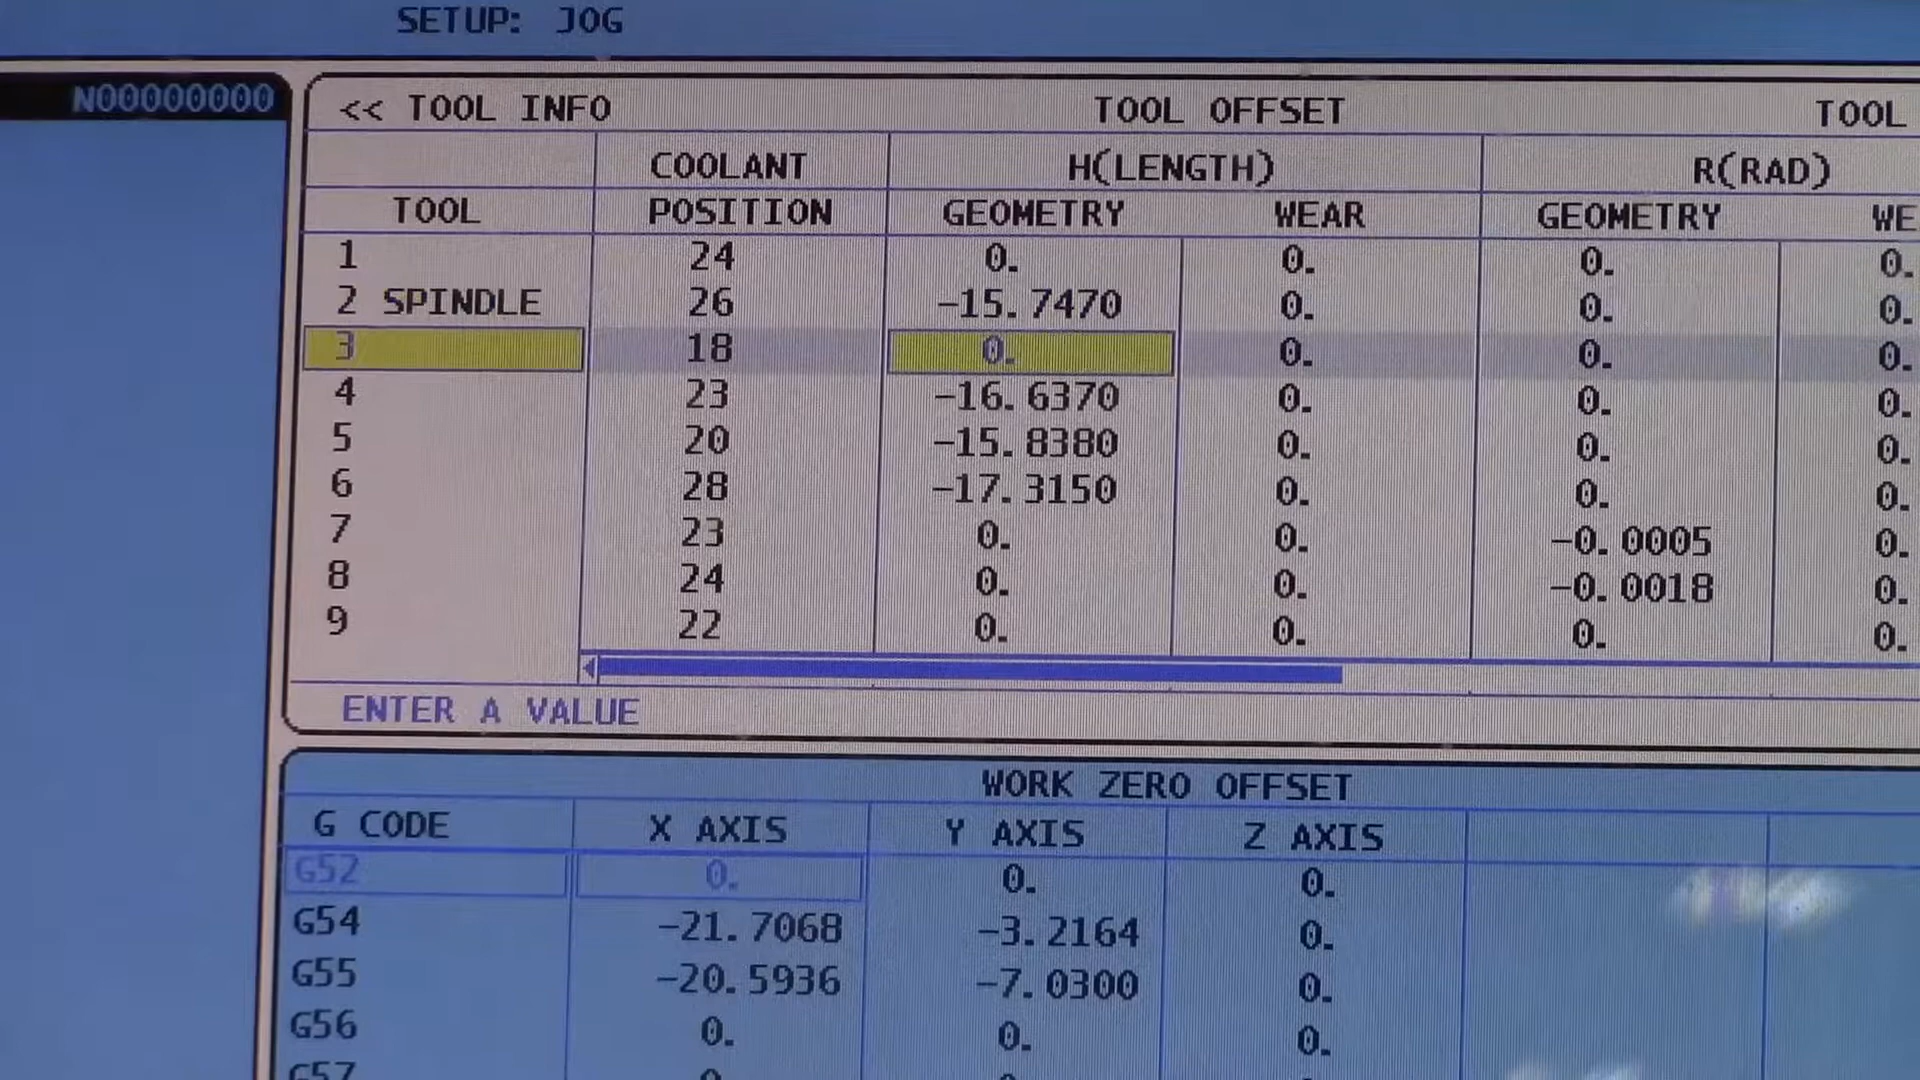 SETUP: JOG
N00000000
<< TOOL INFO TOOL OFFSET TOOL
COOLANT H(LENGTH) R(RAD)
TOOL POSITION GEOMETRY WEAR GEOMETRY WE
1 24 0. 0. 0. 0.
2 SPINDLE 26 -15.7470 0. 0. 0.
3 18 0. 0. 0. 0.
4 23 -16.6370 0. 0. 0.
5 20 -15.8380 0. 0. 0.
6 28 -17.3150 0. 0. 0.
7 23 0. 0. -0.0005 0.
8 24 0. 0. -0.0018 0.
9 22 0. 0. 0. 0.
ENTER A VALUE
WORK ZERO OFFSET
G CODE X AXIS Y AXIS Z AXIS
G52 0. 0. 0.
G54 -21.7068 -3.2164 0.
G55 -20.5936 -7.0300 0.
G56 0. 0. 0.
G57